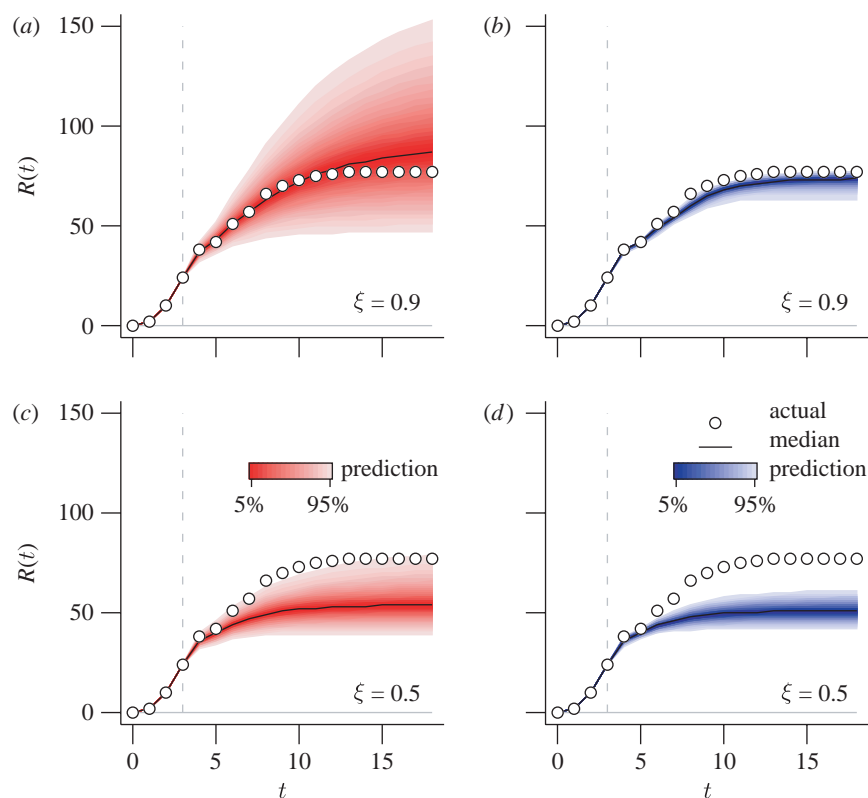 (a)
(b)
150
100
50
0
R(t)
ξ = 0.9
ξ = 0.9
(c)
(d)
150
100
50
0
R(t)
prediction
5%
95%
actual
median
prediction
5%
95%
ξ = 0.5
ξ = 0.5
0
5
10
15
0
5
10
15
t
t